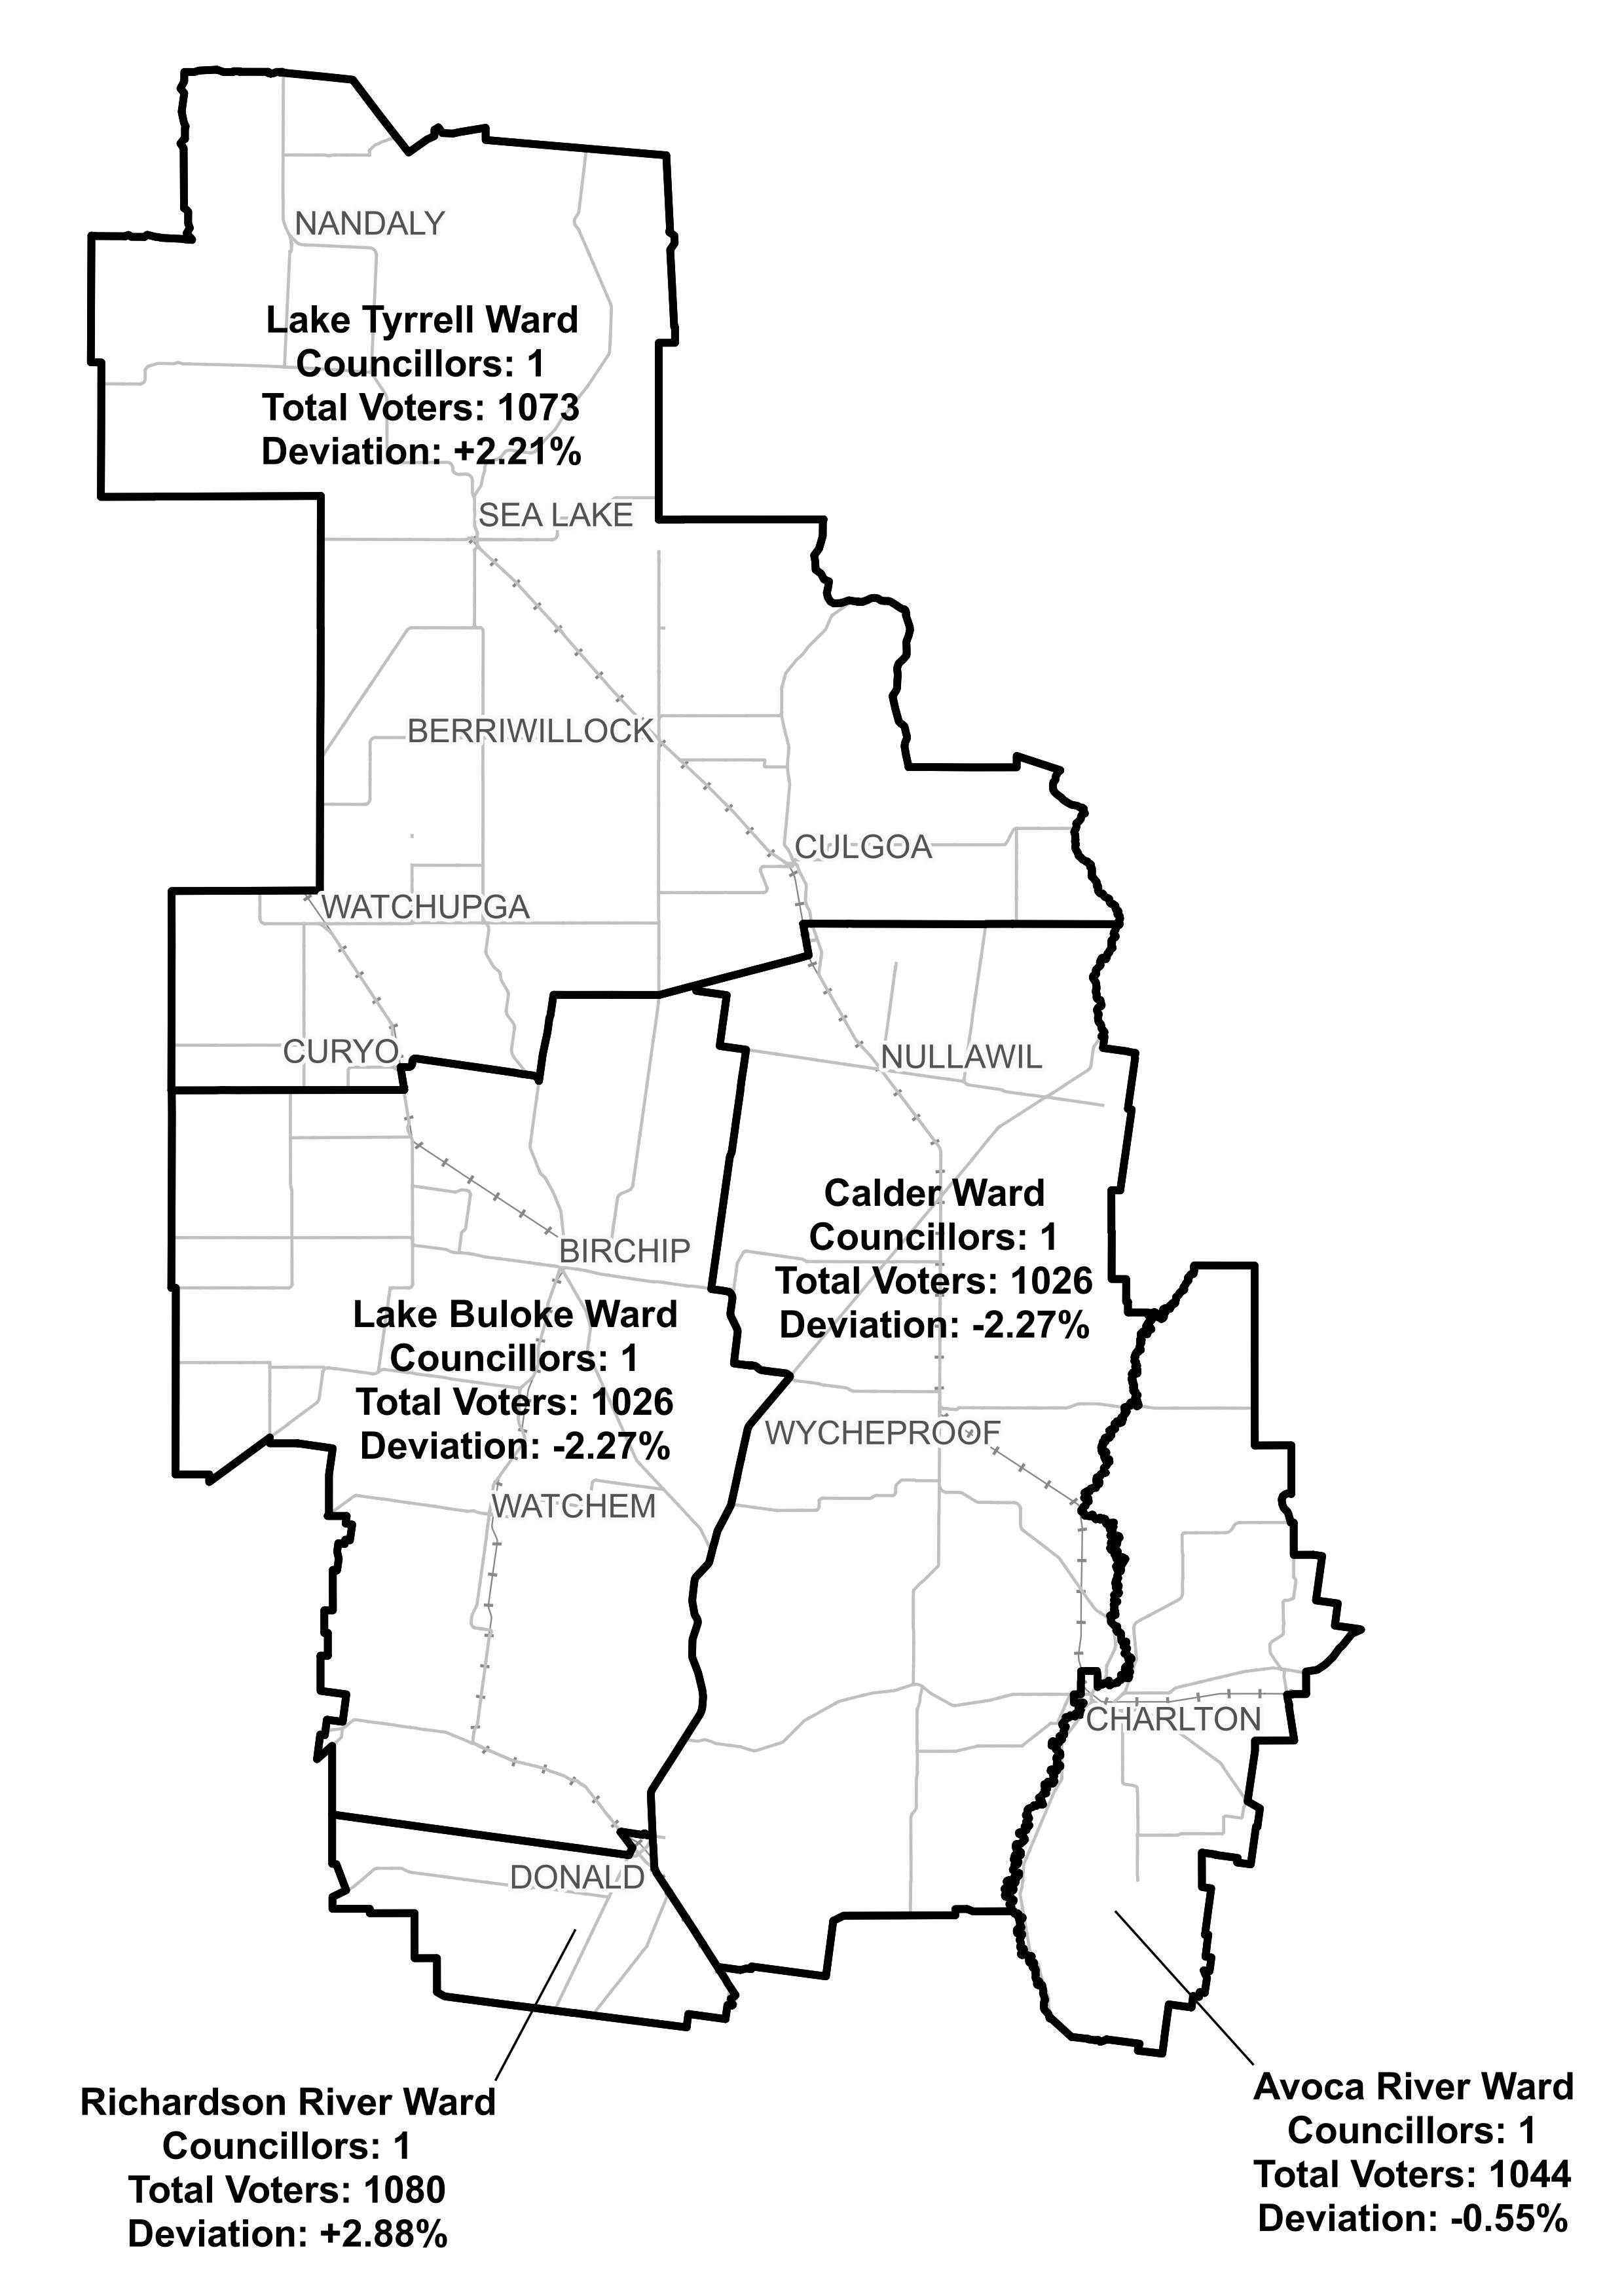 NANDALY
Lake Tyrrell Ward
Councillors: 1
Total Voters: 1073
Deviation: +2.21%
SEA LAKE
BERRIWILLOCK
CULGOA
WATCHUPGA
CURYO
NULLAWIL
Calder Ward
Councillors: 1
Total Voters: 1026
Deviation: -2.27%
BIRCHIP
Lake Buloke Ward
Councillors: 1
Total Voters: 1026
Deviation: -2.27%
WYCHEPROOF
WATCHEM
CHARLTON
DONALD
Richardson River Ward
Councillors: 1
Total Voters: 1080
Deviation: +2.88%
Avoca River Ward
Councillors: 1
Total Voters: 1044
Deviation: -0.55%